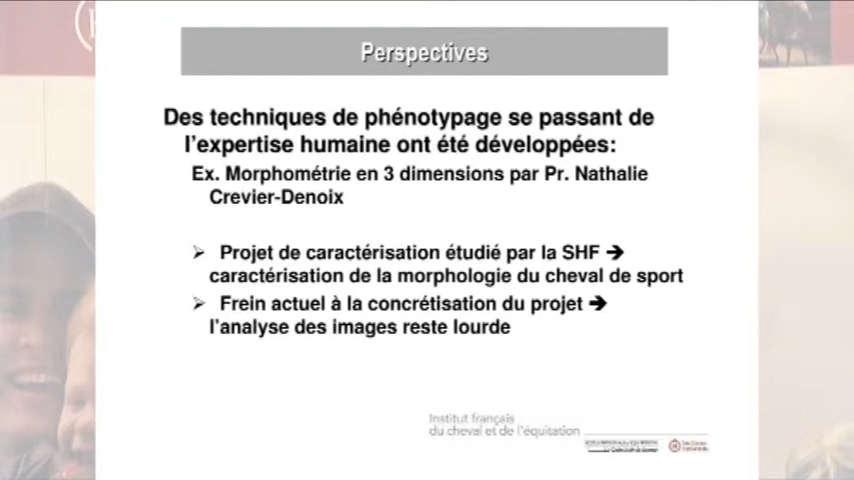 Perspectives
Des techniques de phénotypage se passant de
l'expertise humaine ont été développées:
Ex. Morphométrie en 3 dimensions par Pr. Nathalie
Crevier-Denoix
➢ Projet de caractérisation étudié par la SHF ➔
caractérisation de la morphologie du cheval de sport
➢ Frein actuel à la concrétisation du projet ➔
l'analyse des images reste lourde
Institut français
du cheval et de l'équitation